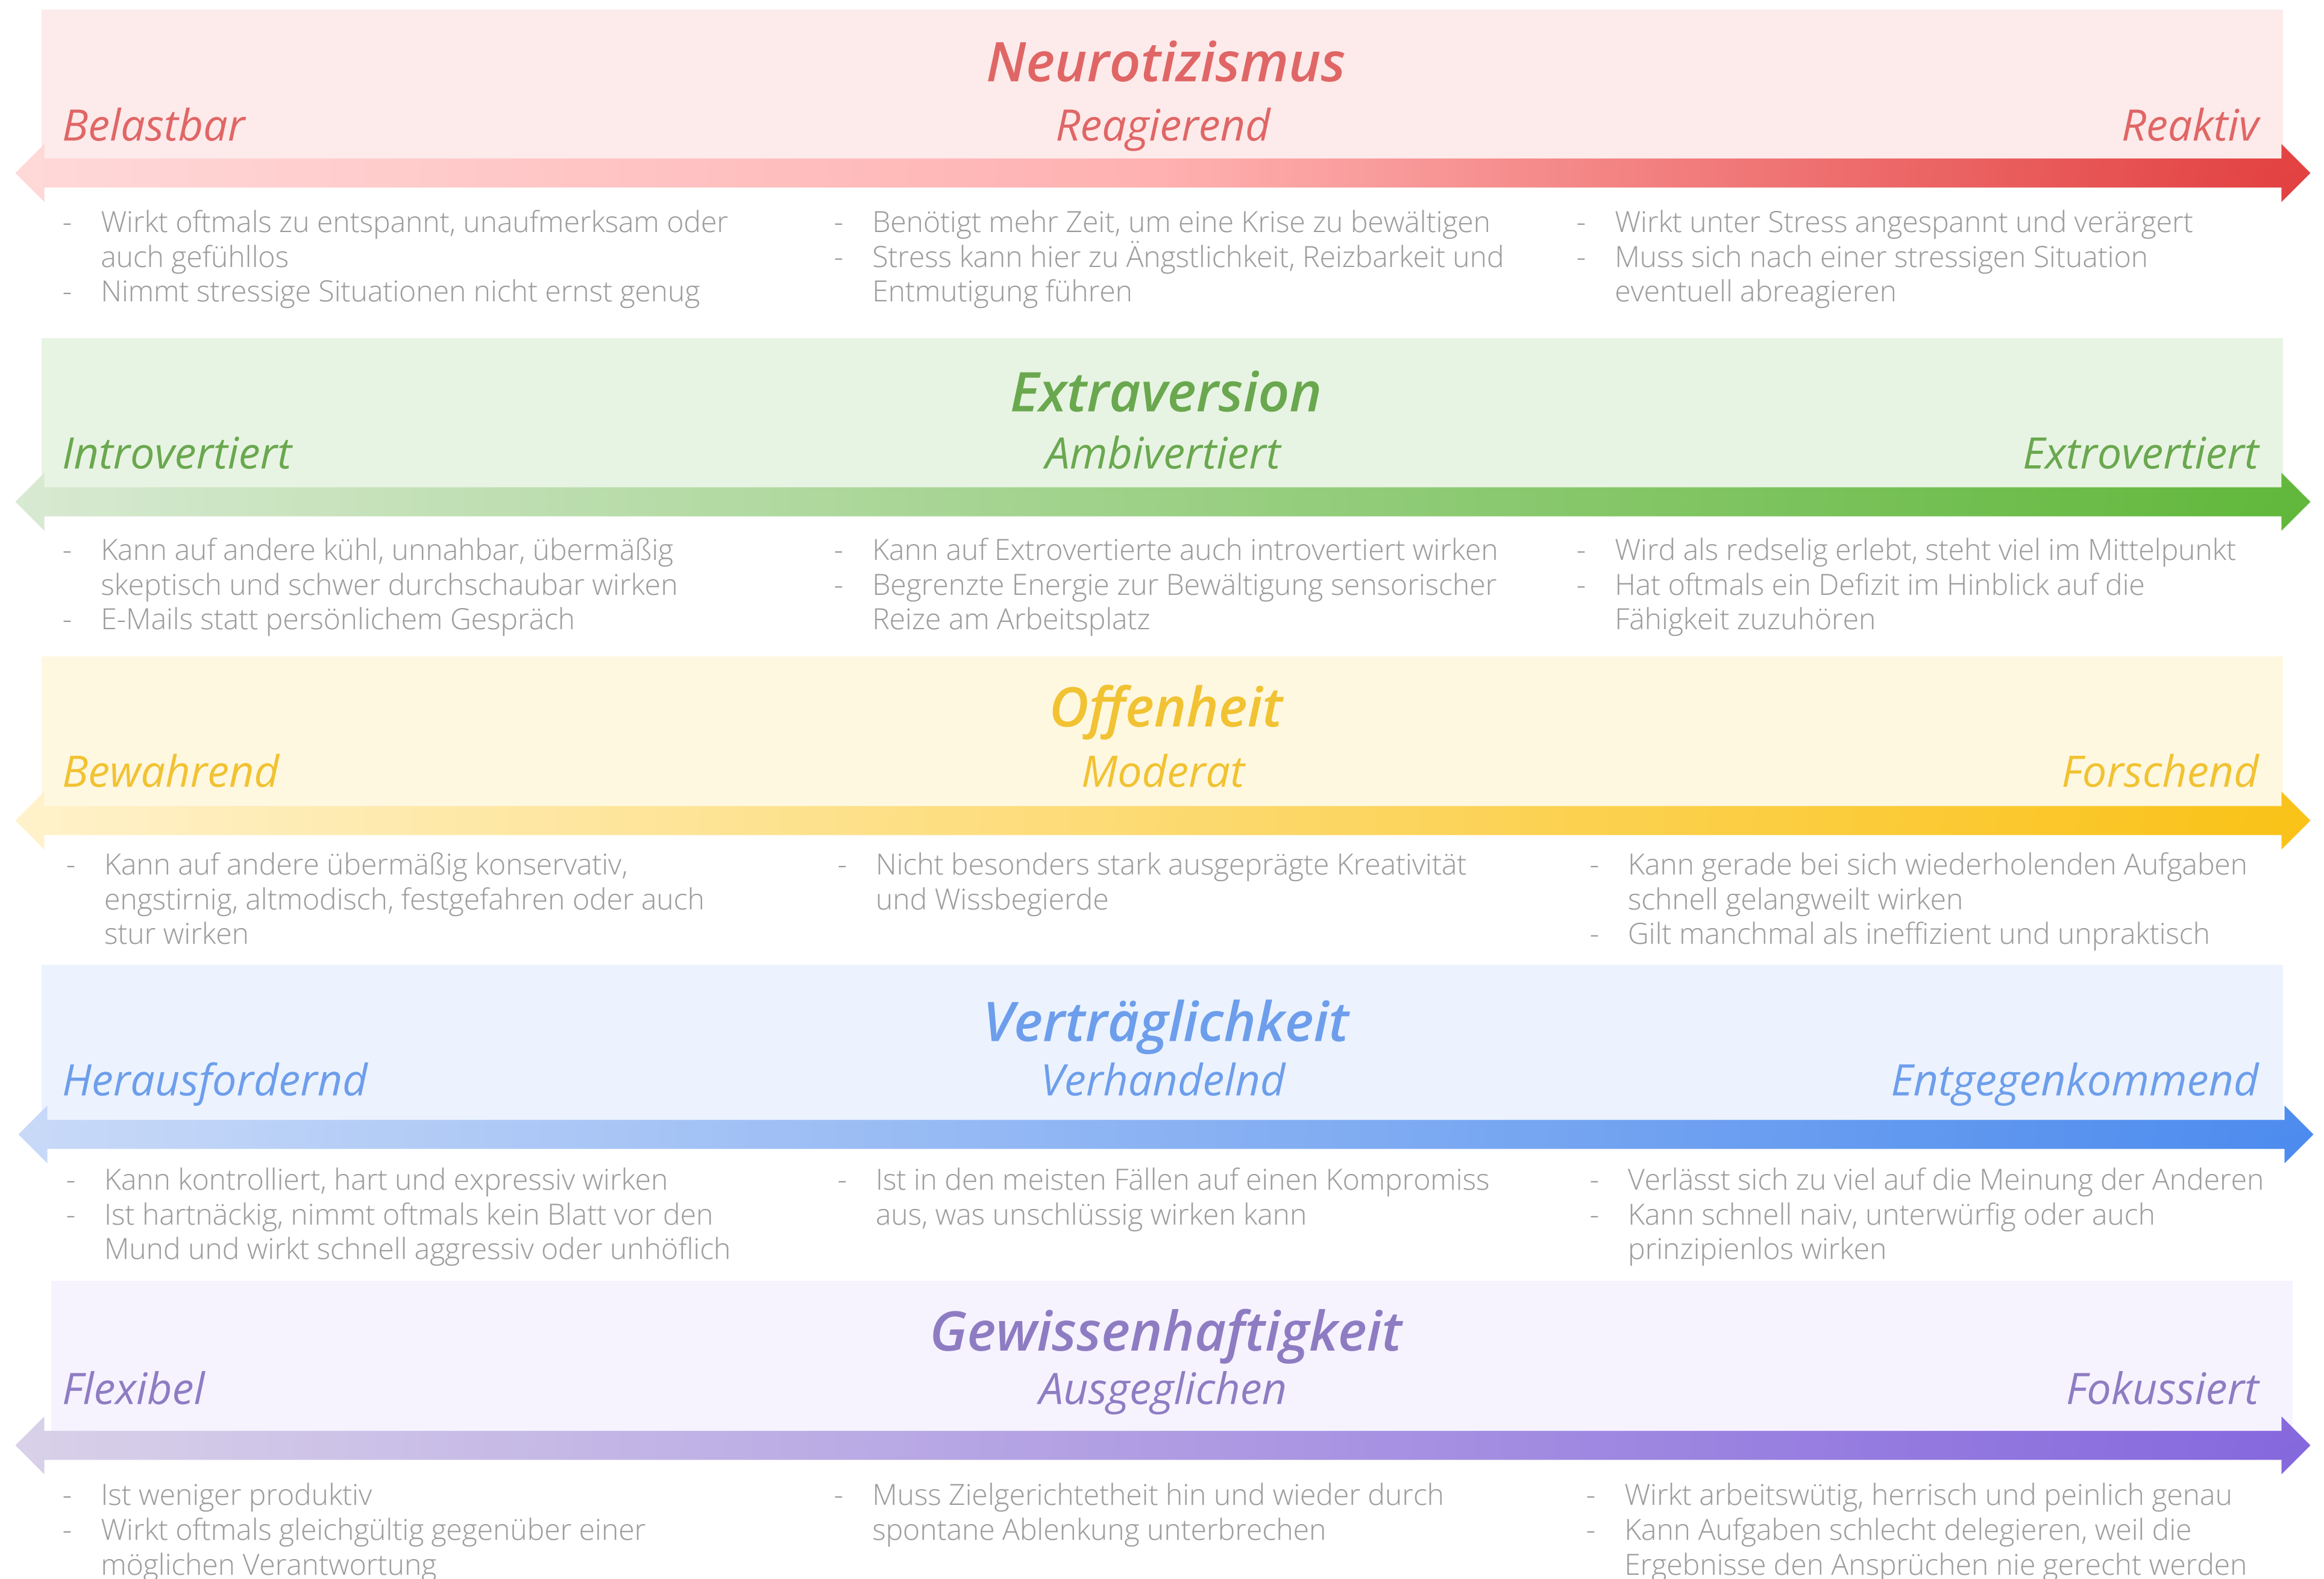 Neurotizismus
Belastbar Reagierend Reaktiv
- Wirkt oftmals zu entspannt, unaufmerksam oder
auch gefühllos
- Nimmt stressige Situationen nicht ernst genug
- Benötigt mehr Zeit, um eine Krise zu bewältigen
- Stress kann hier zu Ängstlichkeit, Reizbarkeit und
Entmutigung führen
- Wirkt unter Stress angespannt und verärgert
- Muss sich nach einer stressigen Situation
eventuell abreagieren
Extraversion
Introvertiert Ambivertiert Extrovertiert
- Kann auf andere kühl, unnahbar, übermäßig
skeptisch und schwer durchschaubar wirken
- E-Mails statt persönlichem Gespräch
- Kann auf Extrovertierte auch introvertiert wirken
- Begrenzte Energie zur Bewältigung sensorischer
Reize am Arbeitsplatz
- Wird als redselig erlebt, steht viel im Mittelpunkt
- Hat oftmals ein Defizit im Hinblick auf die
Fähigkeit zuzuhören
Offenheit
Bewahrend Moderat Forschend
- Kann auf andere übermäßig konservativ,
engstirnig, altmodisch, festgefahren oder auch
stur wirken
- Nicht besonders stark ausgeprägte Kreativität
und Wissbegierde
- Kann gerade bei sich wiederholenden Aufgaben
schnell gelangweilt wirken
- Gilt manchmal als ineffizient und unpraktisch
Verträglichkeit
Herausfordernd Verhandelnd Entgegenkommend
- Kann kontrolliert, hart und expressiv wirken
- Ist hartnäckig, nimmt oftmals kein Blatt vor den
Mund und wirkt schnell aggressiv oder unhöflich
- Ist in den meisten Fällen auf einen Kompromiss
aus, was unschlüssig wirken kann
- Verlässt sich zu viel auf die Meinung der Anderen
- Kann schnell naiv, unterwürfig oder auch
prinzipienlos wirken
Gewissenhaftigkeit
Flexibel Ausgeglichen Fokussiert
- Ist weniger produktiv
- Wirkt oftmals gleichgültig gegenüber einer
möglichen Verantwortung
- Muss Zielgerichtetheit hin und wieder durch
spontane Ablenkung unterbrechen
- Wirkt arbeitswütig, herrisch und peinlich genau
- Kann Aufgaben schlecht delegieren, weil die
Ergebnisse den Ansprüchen nie gerecht werden